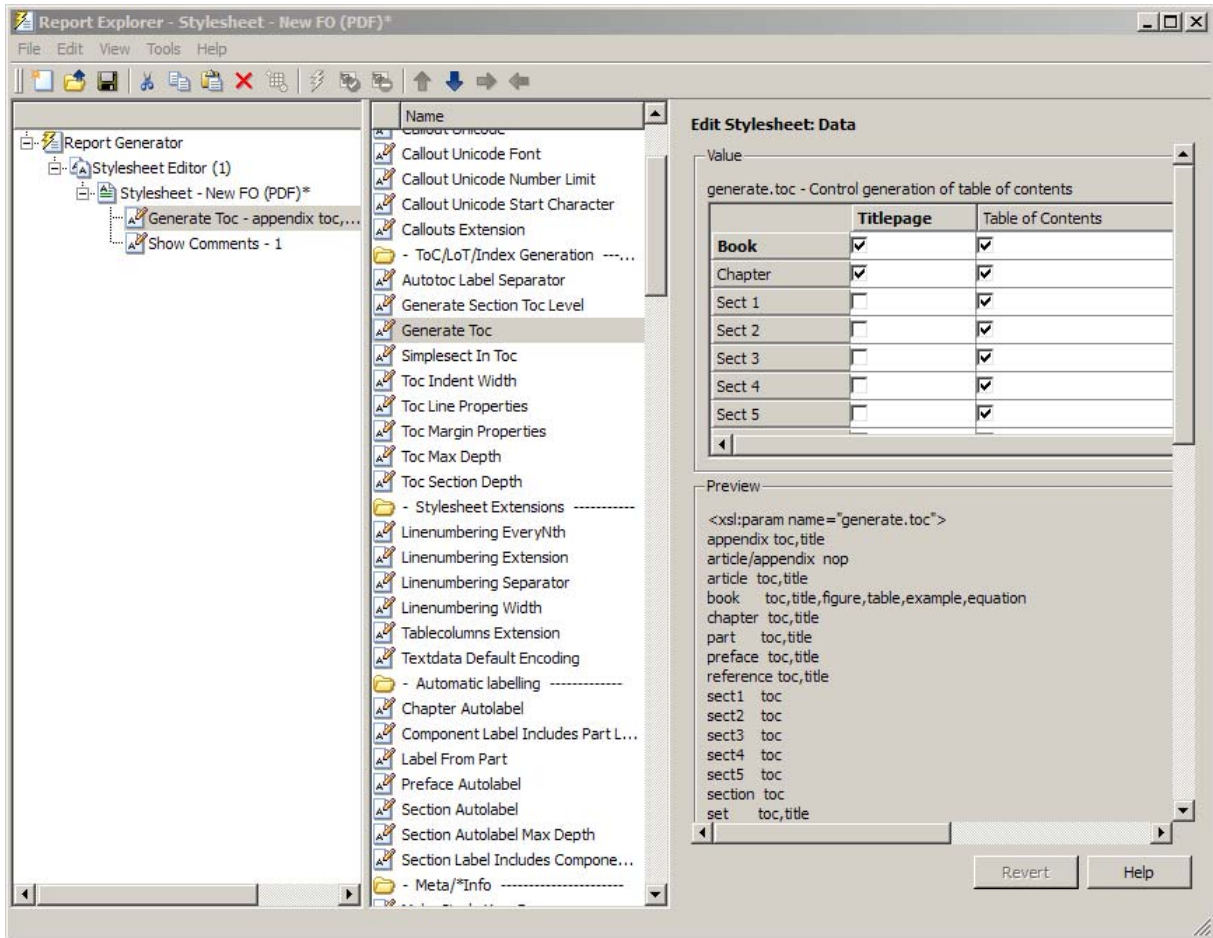 Report Explorer - Stylesheet - New FO (PDF)*
File Edit View Tools Help
Report Generator
Stylesheet Editor (1)
Stylesheet - New FO (PDF)*
Generate Toc - appendix toc,...
Show Comments - 1
Name
Callout Unicode
Callout Unicode Font
Callout Unicode Number Limit
Callout Unicode Start Character
Callouts Extension
- ToC/LoT/Index Generation ---...
Autotoc Label Separator
Generate Section Toc Level
Generate Toc
Simplesect In Toc
Toc Indent Width
Toc Line Properties
Toc Margin Properties
Toc Max Depth
Toc Section Depth
- Stylesheet Extensions -----------
Linenumbering EveryNth
Linenumbering Extension
Linenumbering Separator
Linenumbering Width
Tablecolumns Extension
Textdata Default Encoding
- Automatic labelling -------------
Chapter Autolabel
Component Label Includes Part L...
Label From Part
Preface Autolabel
Section Autolabel
Section Autolabel Max Depth
Section Label Includes Compone...
- Meta/*Info ----------------------
Edit Stylesheet: Data
Value
generate.toc - Control generation of table of contents
Titlepage Table of Contents
Book
Chapter
Sect 1
Sect 2
Sect 3
Sect 4
Sect 5
Preview
<xsl:param name="generate.toc">
appendix toc,title
article/appendix nop
article toc,title
book toc,title,figure,table,example,equation
chapter toc,title
part toc,title
preface toc,title
reference toc,title
sect1 toc
sect2 toc
sect3 toc
sect4 toc
sect5 toc
section toc
set toc,title
Revert Help